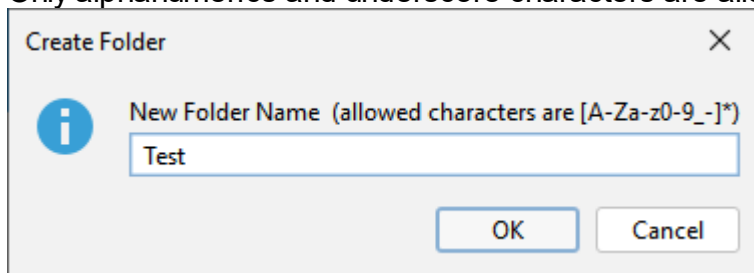 Create Folder
New Folder Name (allowed characters are [A-Za-z0-9_-]*)
Test
OK Cancel